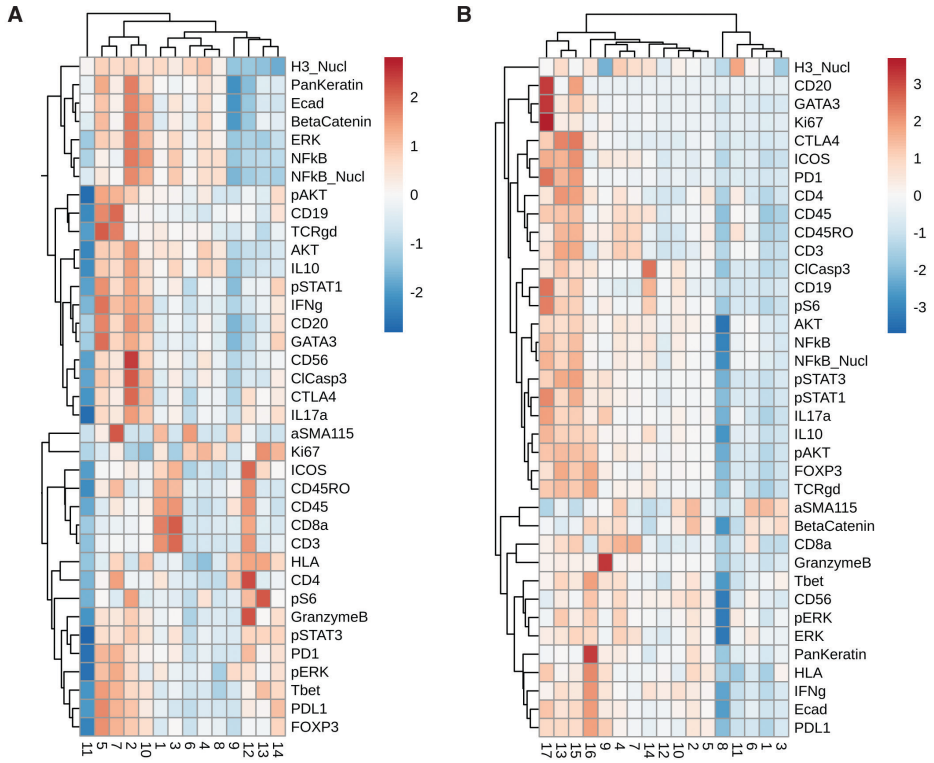 A
H3_Nucl
PanKeratin
Ecad
BetaCatenin
ERK
NFkB
NFkB_Nucl
pAKT
CD19
TCRgd
AKT
IL10
pSTAT1
IFNg
CD20
GATA3
CD56
ClCasp3
CTLA4
IL17a
aSMA115
Ki67
ICOS
CD45RO
CD45
CD8a
CD3
HLA
CD4
pS6
GranzymeB
pSTAT3
PD1
pERK
Tbet
PDL1
FOXP3
11 5 7 2 10 1 3 6 4 8 9 12 13 14
2
1
0
-1
-2
B
H3_Nucl
CD20
GATA3
Ki67
CTLA4
ICOS
PD1
CD4
CD45
CD45RO
CD3
ClCasp3
CD19
pS6
AKT
NFkB
NFkB_Nucl
pSTAT3
pSTAT1
IL17a
IL10
pAKT
FOXP3
TCRgd
aSMA115
BetaCatenin
CD8a
GranzymeB
Tbet
CD56
pERK
ERK
PanKeratin
HLA
IFNg
Ecad
PDL1
17 13 15 16 9 4 7 14 12 10 2 5 8 11 6 1 3
3
2
1
0
-1
-2
-3